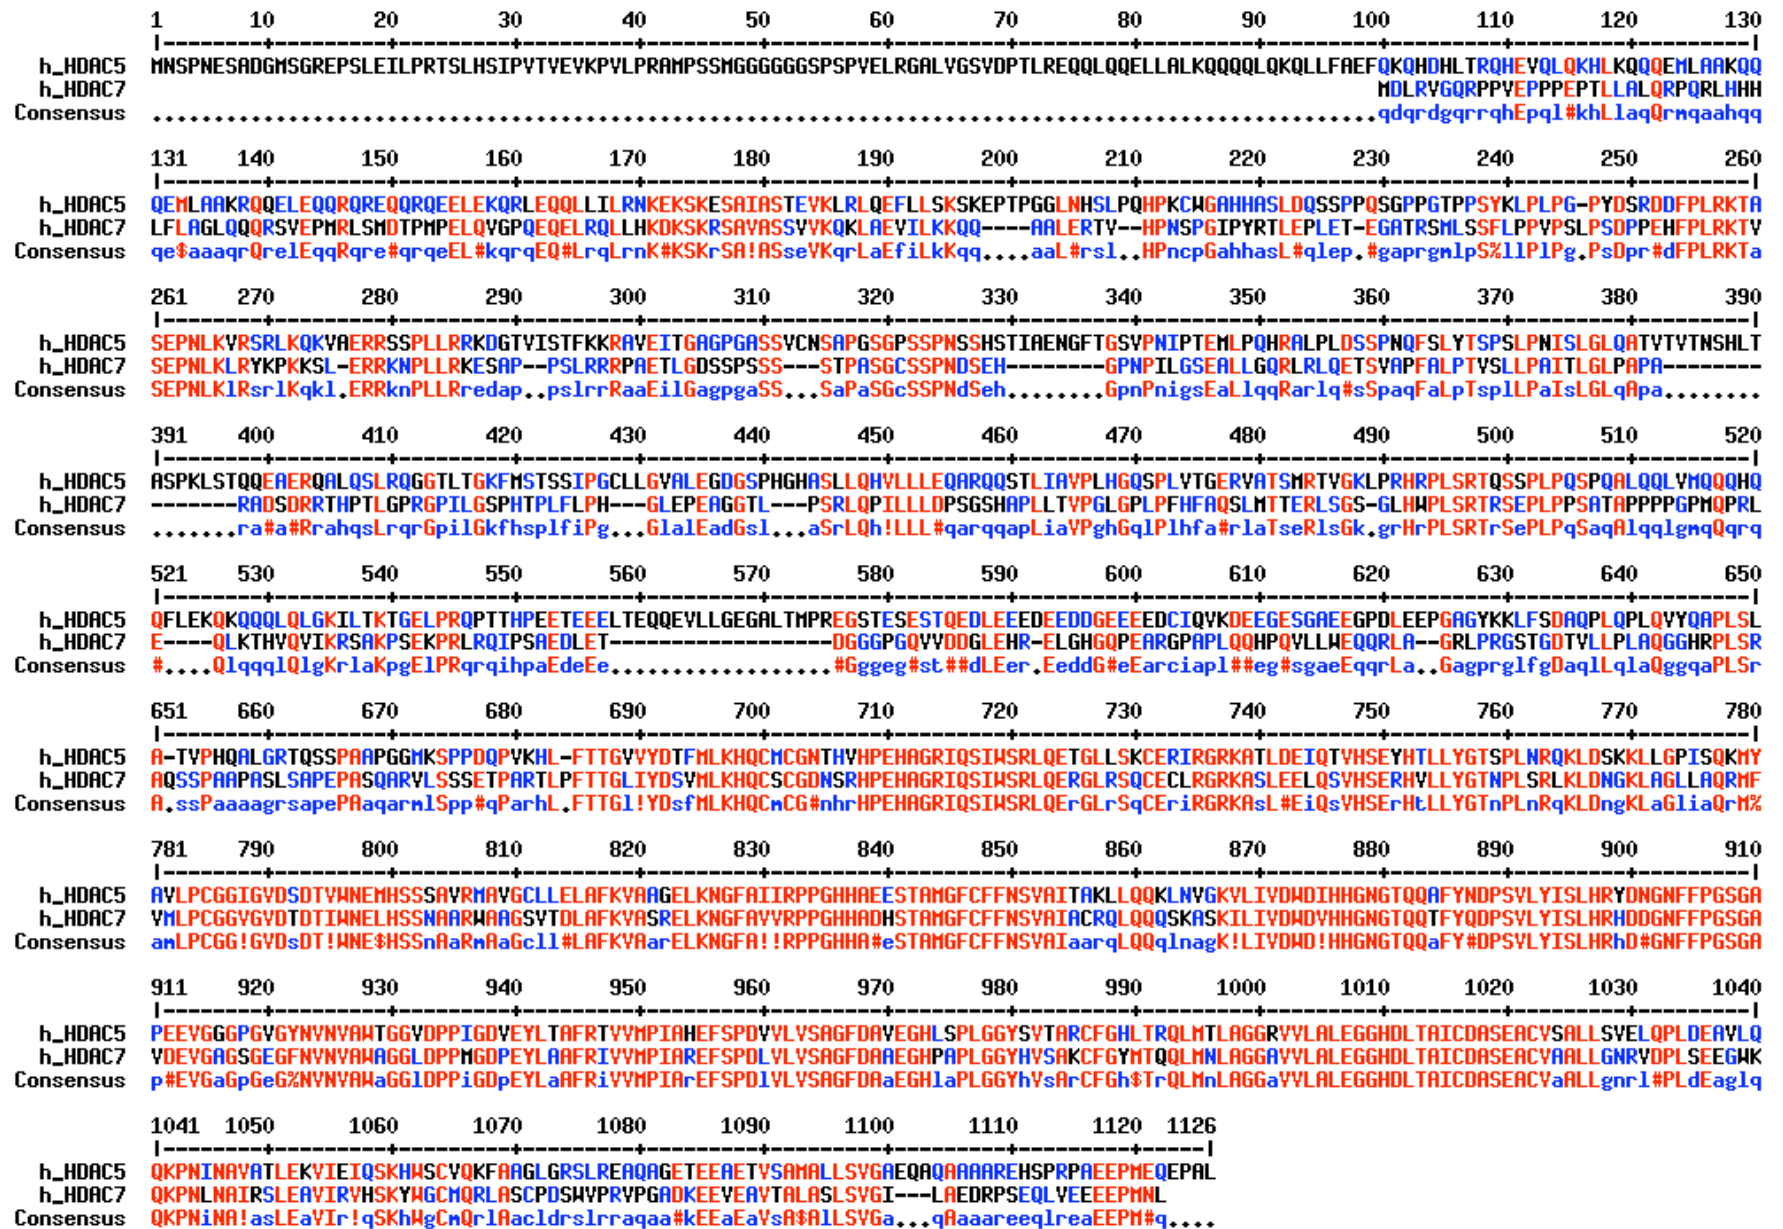 1 10 20 30 40 50 60 70 80 90 100 110 120 130
|--------+---------+---------+---------+---------+---------+---------+---------+---------+---------+---------+---------+---------|
h_HDAC5 MNSPNESADGMSGREPSLEILPRTSLHSIPVTVEVKPVLPRAMPSSMGGGGGGSPSPVELRGALVGSVDPTLREQQLQQELLALKQQQQLQKQLLFAEFQKQHDHLTRQHEVQLQKHLKQQQEMLAAKQQ
h_HDAC7 MDLRVGQRPPVEPPPEPTLLALQRPQRLHHH
Consensus ...................................................................................................qdqrdgqrrqhEpql#khLlaqQrmqaahqq
131 140 150 160 170 180 190 200 210 220 230 240 250 260
|--------+---------+---------+---------+---------+---------+---------+---------+---------+---------+---------+---------+---------|
h_HDAC5 QEMLAAKRQQELEQQRQREQQRQEELEKQRLEQQLLILRNKEKSKESAIASTEVKLRLQEFLLSKSKEPTPGGLNHSLPQHPKCWGAHHASLDQSSPPQSGPPGTPPSYKLPLPG-PYDSRDDFPLRKTA
h_HDAC7 LFLAGLQQQRSVEPMRLSMDTPMPELQVGPQEQELRQLLHKDKSKRSAVASSVVKQKLAEVILKKQQ----AALERTV--HPNSPGIPYRTLEPLET-EGATRSMLSSFLPPVPSLPSDPPEHFPLRKTV
Consensus qe$aaaqrQrelEqqRqre#qrqeEL#kqrqEQ#LrqLrnK#KSKrSA!ASseVKqrLaEfiLkKqq....aaL#rsl..HPncpGahhasL#qlep.#gaprgmlpS%llPlPg.PsDpr#dFPLRKTa
261 270 280 290 300 310 320 330 340 350 360 370 380 390
|--------+---------+---------+---------+---------+---------+---------+---------+---------+---------+---------+---------+---------|
h_HDAC5 SEPNLKVRSRLKQKVAERRSSPLLRRKDGTVISTFKKRAVEITGAGPGASSVCNSAPGSGPSSPNSSHSTIAENGFTGSVPNIPTEMLPQHRALPLDSSPNQFSLYTSPSLPNISLGLQATVTVTNSHLT
h_HDAC7 SEPNLKLRYKPKKSL-ERRKNPLLRKESAP--PSLRRRPAETLGDSSPSSS---STPASGCSSPNDSEH--------GPNPILGSEALLGQRLRLQETSVAPFALPTVSLLPAITLGLPAPA--------
Consensus SEPNLKlRsrlKqkl.ERRknPLLRredap..pslrrRaaEilGagpgaSS...SaPaSGcSSPNdSeh........GpnPnigsEaLlqqRarlq#sSpaqFaLpTspllPaIsLGLqApa........
391 400 410 420 430 440 450 460 470 480 490 500 510 520
|--------+---------+---------+---------+---------+---------+---------+---------+---------+---------+---------+---------+---------|
h_HDAC5 ASPKLSTQQEAERQALQSLRQGGTLTGKFMSTSSIPGCLLGVALEGDGSPHGHASLLQHVLLLEQARQQSTLIAVPLHGQSPLVTGERVATSMRTVGKLPRHRPLSRTQSSPLPQSPQALQQLVMQQQHQ
h_HDAC7 -------RADSDRRTHPTLGPRGPILGSPHTPLFLPH---GLEPEAGGTL---PSRLQPILLLDPSGSHAPLLTVPGLGPLPFHFAQSLMTTERLSGS-GLHWPLSRTRSEPLPPSATAPPPPGPMQPRL
Consensus .......ra#a#RrahqsLrqrGpilGkfhsplfiPg...GlalEadGsl...aSrLQh!LLL#qarqqapLiaVPghGqlPlhfa#rlaTseRlsGk.grHrPLSRTrSePLPqSaqAlqqlgmqQqrq
521 530 540 550 560 570 580 590 600 610 620 630 640 650
|--------+---------+---------+---------+---------+---------+---------+---------+---------+---------+---------+---------+---------|
h_HDAC5 QFLEKQKQQQLQLGKILTKTGELPRQPTTHPEETEEELTEQQEVLLGEGALTMPREGSTESESTQEDLEEEDEEEDDGEEEEDCIQVKDEEGESGAEEGPDLEEPGAGYKKLFSDAQPLQPLQVYQAPLSL
h_HDAC7 E----QLKTHVQVIKRSAKPSEKPRLRQIPSAEDLET------------------DGGGPGQVVDDGLEHR-ELGHGQPEARGPAPLQQHPQVLLWEQQRLA--GRLPRGSTGDTVLLPLAQGGHRPLSR
Consensus #....QlqqqlQlgKrlaKpgElPRqrqihpaEdeEe..................#Gggeg#st##dLEer.EeddG#eEarciapl##eg#sgaeEqqrLa..GagprglfgDaqlLqlaQggqaPLSr
651 660 670 680 690 700 710 720 730 740 750 760 770 780
|--------+---------+---------+---------+---------+---------+---------+---------+---------+---------+---------+---------+---------|
h_HDAC5 A-TVPHQALGRTQSSPAAPGGMKSPPDQPVKHL-FTTGVVYDTFMLKHQCMCGNTHVHPEHAGRIQSIWSRLQETGLLSKCERIRGRKATLDEIQTVHSEYHTLLYGTSPLNRQKLDSKKLLGPISQKMY
h_HDAC7 AQSSPAAPASLSAPEPASQARVLSSSETPARTLPFTTGLIYDSVMLKHQCSCGDNSRHPEHAGRIQSIWSRLQERGLRSQCECLRGRKASLEELQSVHSERHVLLYGTNPLSRLKLDNGKLAGLLAQRMF
Consensus A.ssPaaaagrsapePAaqarmlSpp#qParhL.FTTGl!YDsfMLKHQCmCG#nhrHPEHAGRIQSIWSRLQErGLrSqCEriRGRKAsL#EiQsVHSErHtLLYGTnPLnRqKLDngKLaGliaQrM%
781 790 800 810 820 830 840 850 860 870 880 890 900 910
|--------+---------+---------+---------+---------+---------+---------+---------+---------+---------+---------+---------+---------|
h_HDAC5 AVLPCGGIGVDSDTVWNEMHSSSAVRMAVGCLLELAFKVAAGELKNGFAIIRPPGHHAEESTAMGFCFFNSVAITAKLLQQKLNVGKVLIVDWDIHHGNGTQQAFYNDPSVLYISLHRYDNGNFFPGSGA
h_HDAC7 VMLPCGGVGVDTDTIWNELHSSNAARWAAGSVTDLAFKVASRELKNGFAVVRPPGHHADHSTAMGFCFFNSVAIACRQLQQQSKASKILIVDWDVHHGNGTQQTFYQDPSVLYISLHRHDDGNFFPGSGA
Consensus amLPCGG!GVDsDT!WNE$HSSnAaRmAaGcll#LAFKVAarELKNGFA!!RPPGHHA#eSTAMGFCFFNSVAIaarqLQQqlnagK!LIVDWD!HHGNGTQQaFY#DPSVLYISLHRhD#GNFFPGSGA
911 920 930 940 950 960 970 980 990 1000 1010 1020 1030 1040
|--------+---------+---------+---------+---------+---------+---------+---------+---------+---------+---------+---------+---------|
h_HDAC5 PEEVGGGPGVGYNVNVAWTGGVDPPIGDVEYLTAFRTVVMPIAHEFSPDVVLVSAGFDAVEGHLSPLGGYSVTARCFGHLTRQLMTLAGGRVVLALEGGHDLTAICDASEACVSALLSVELQPLDEAVLQ
h_HDAC7 VDEVGAGSGEGFNVNVAWAGGLDPPMGDPEYLAAFRIVVMPIAREFSPDLVLVSAGFDAAEGHPAPLGGYHVSAKCFGYMTQQLMNLAGGAVVLALEGGHDLTAICDASEACVAALLGNRVDPLSEEGWK
Consensus p#EVGaGpGeG%NVNVAWaGGlDPPiGDpEYLaAFRiVVMPIArEFSPDlVLVSAGFDAaEGHlaPLGGYhVsArCFGh$TrQLMnLAGGaVVLALEGGHDLTAICDASEACVaALLgnrl#PLdEaglq
1041 1050 1060 1070 1080 1090 1100 1110 1120 1126
|--------+---------+---------+---------+---------+---------+---------+---------+-----|
h_HDAC5 QKPNINAVATLEKVIEIQSKHWSCVQKFAAGLGRSLREAQAGETEEAETVSAMALLSVGAEQAQAAAAREHSPRPAEEPMEQEPAL
h_HDAC7 QKPNLNAIRSLEAVIRVHSKYWGCMQRLASCPDSWVPRVPGADKEEVEAVTALASLSVGI---LAEDRPSEQLVEEEEPMNL
Consensus QKPNiNA!asLEaVIr!qSKhWgCmQrlAacldrslrraqaa#kEEaEaVsA$AlLSVGa...qAaaareeqlreaEEPM#q....